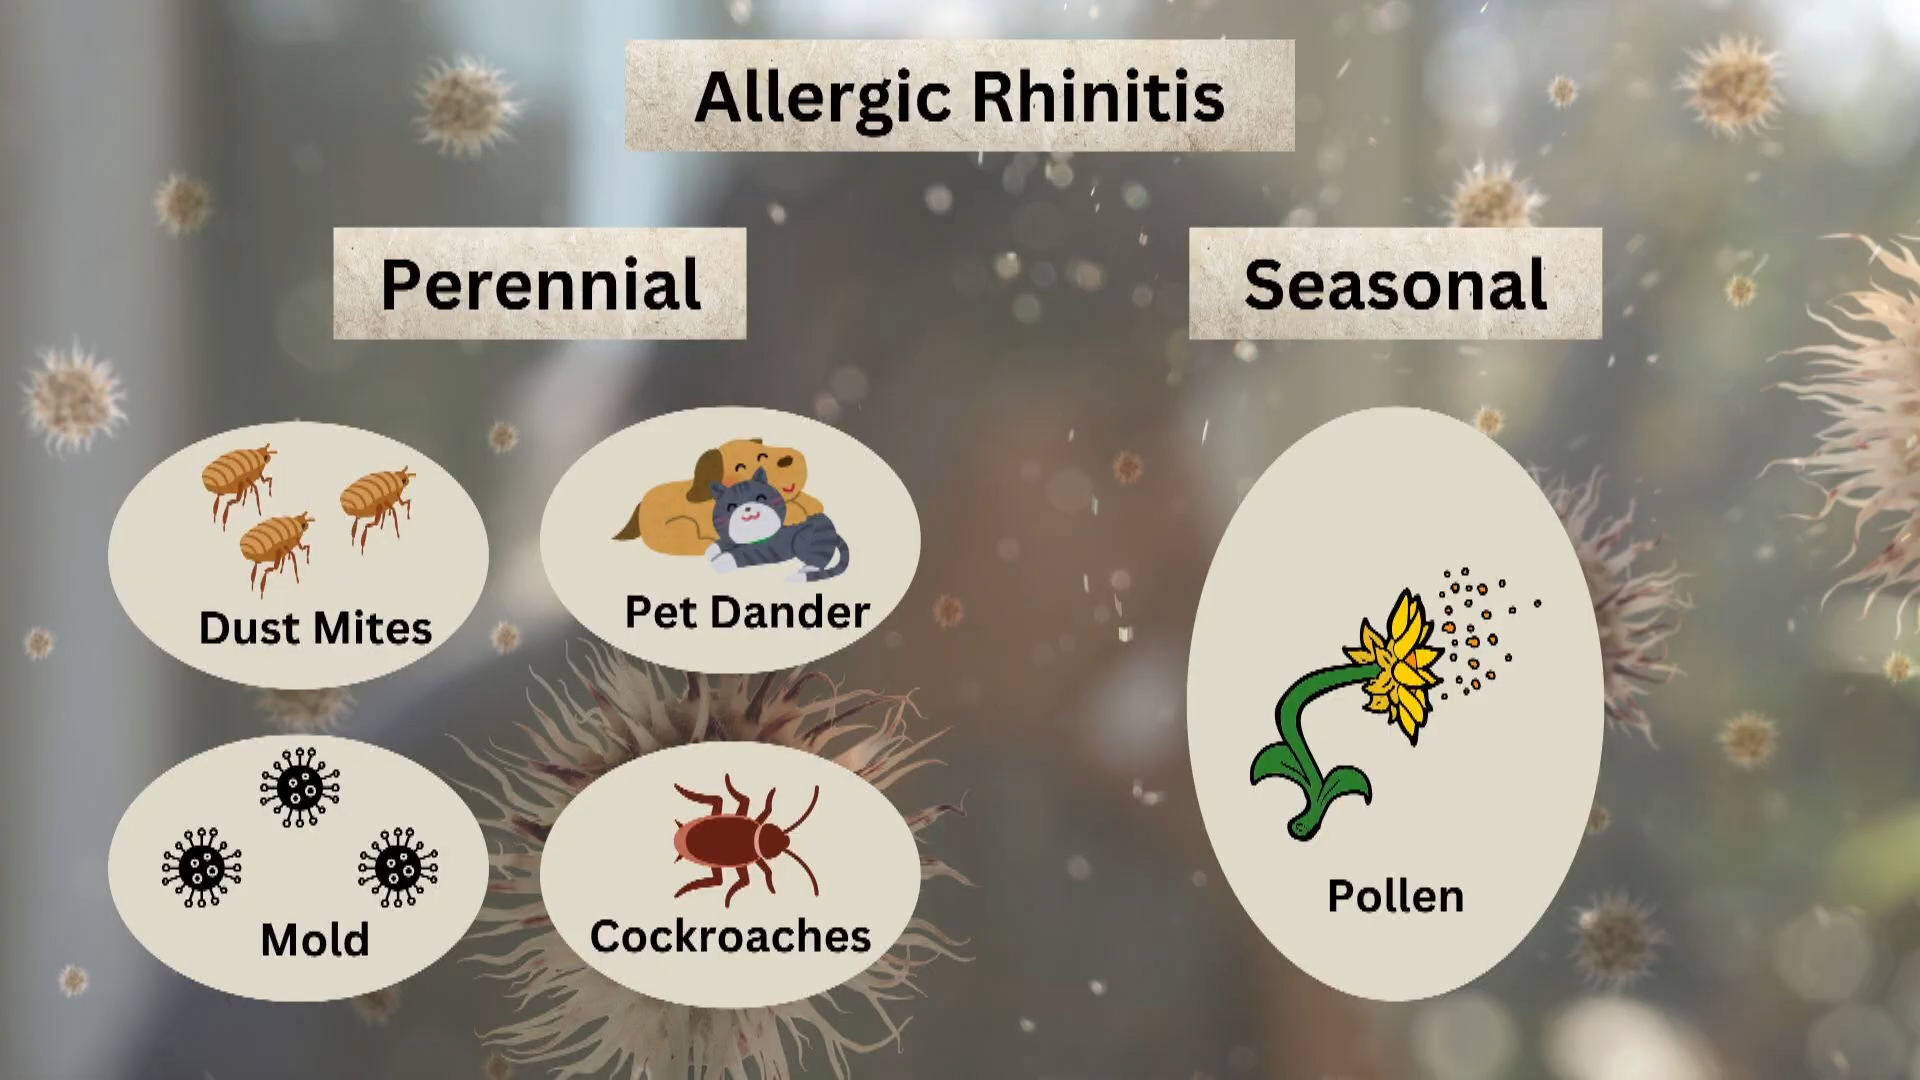 Allergic Rhinitis
Perennial
Seasonal
Dust Mites
Pet Dander
Mold
Cockroaches
Pollen